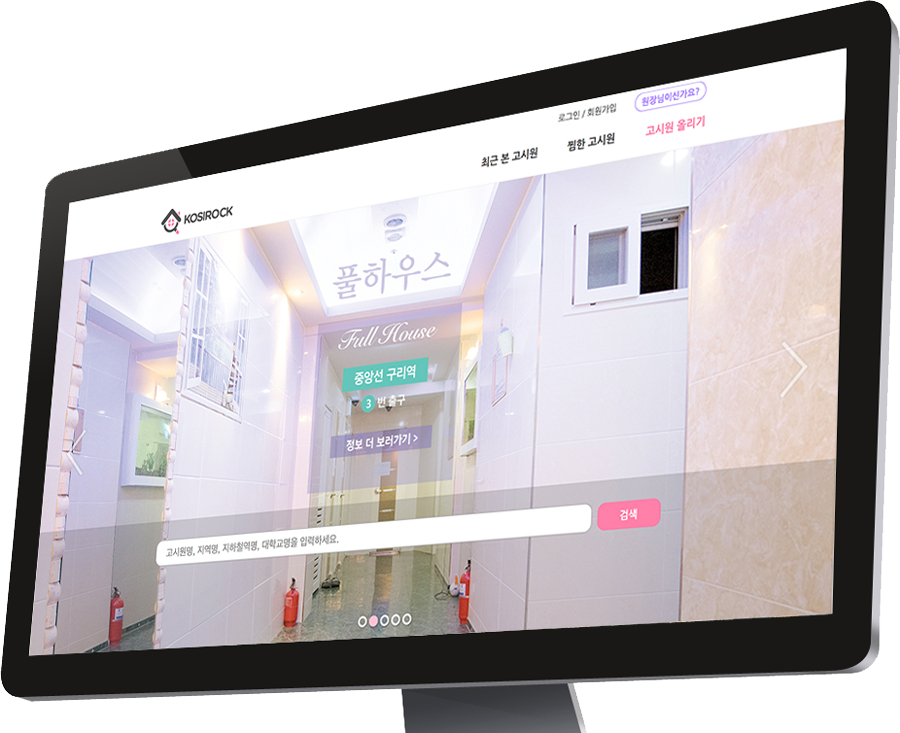 원장님이신가요?
로그인 / 회원가입
최근 본 고시원 찜한 고시원 고시원 올리기
KOSIROCK
풀하우스
Full House
중앙선 구리역
3 번 출구
정보 더 보러가기 >
고시원명, 지역명, 지하철역명, 대학교명을 입력하세요.
검색